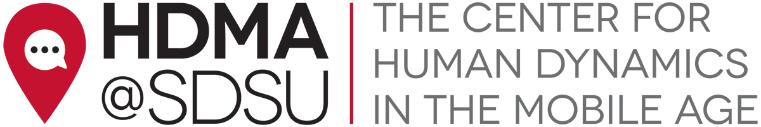 HDMA
@SDSU
THE CENTER FOR
HUMAN DYNAMICS
IN THE MOBILE AGE